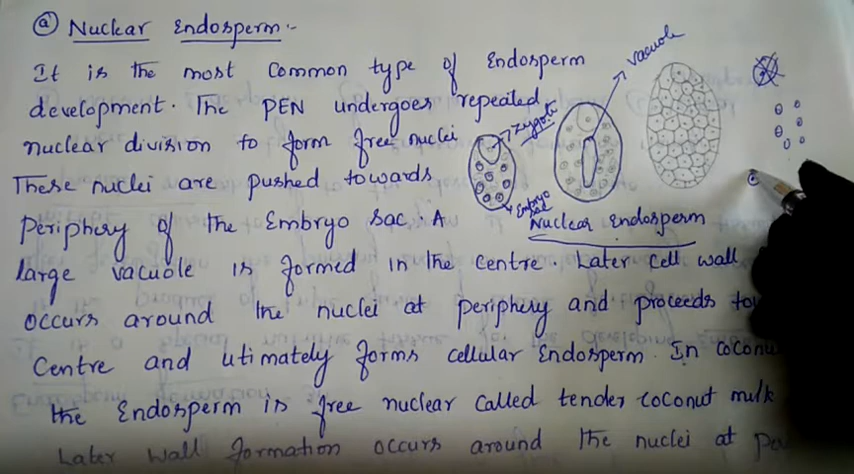 ⓐ Nuclear Endosperm :-
It is the most common type of Endosperm
development. The PEN undergoes repeated
nuclear division to form free nuclei
These nuclei are pushed towards
Periphery of the Embryo sac. A
large vacuole is formed in the centre. Later cell wall
occurs around the nuclei at periphery and proceeds
Centre and utimately forms cellular Endosperm. In
the Endosperm is free nuclear called tender coconut milk
Later wall formation occurs around the nuclei at
Vacuole
Zygote
Embryo
Sac
Nuclear Endosperm